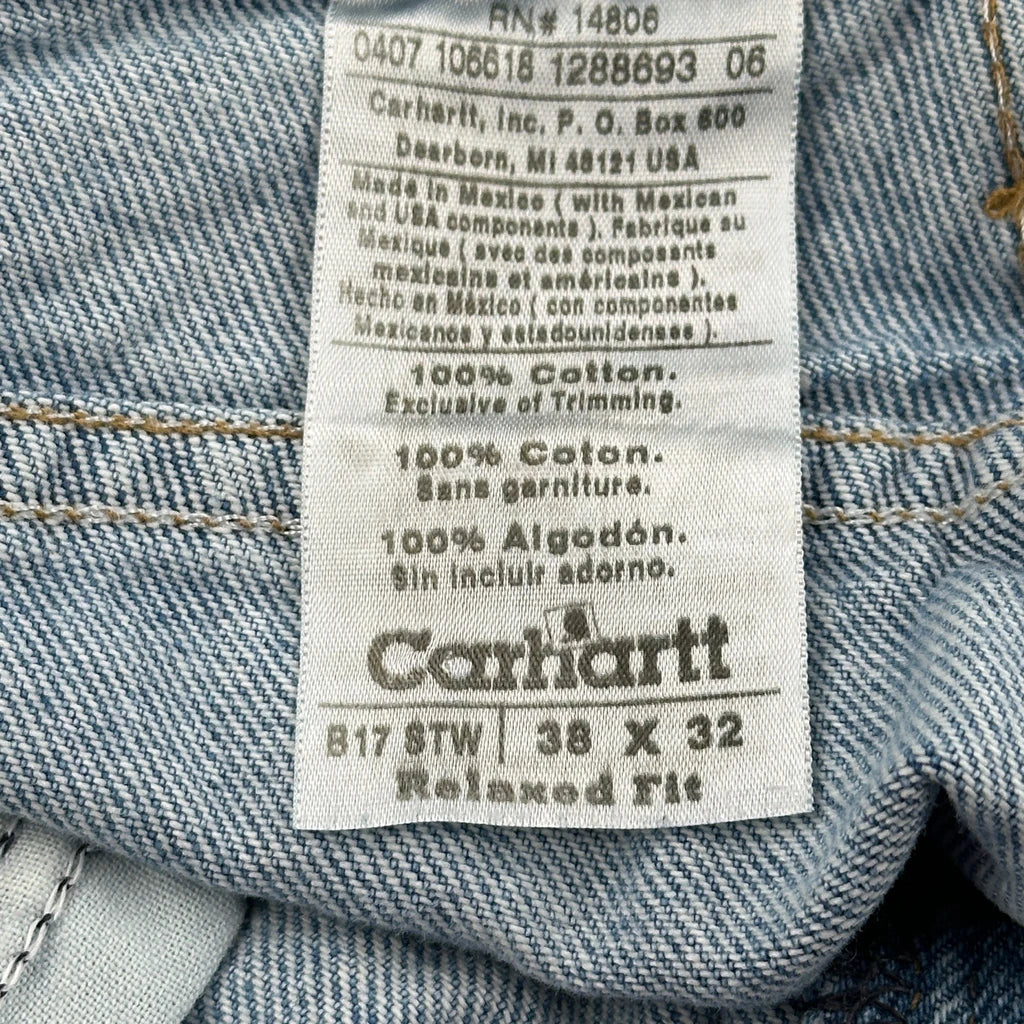 RN# 14806
0407 106618 1288693 06
Carhartt, Inc. P. O. Box 600
Dearborn, MI 48121 USA
Made in Mexico ( with Mexican
and USA components ). Fabrique au
Mexique ( avec des composants
mexicains et américains ).
Hecho en México ( con componentes
Mexicanos y estadounidenses ).
100% Cotton.
Exclusive of Trimming.
100% Coton.
Sans garniture.
100% Algodón.
Sin incluir adorno.
Carhartt
B17 STW 38 X 32
Relaxed Fit